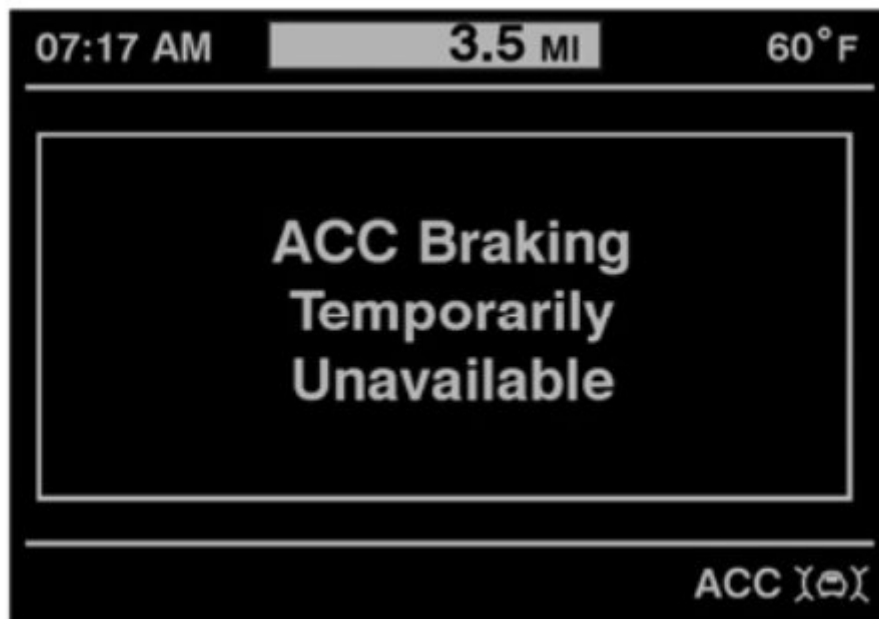 07:17 AM 3.5 MI 60°F
ACC Braking
Temporarily
Unavailable
ACC